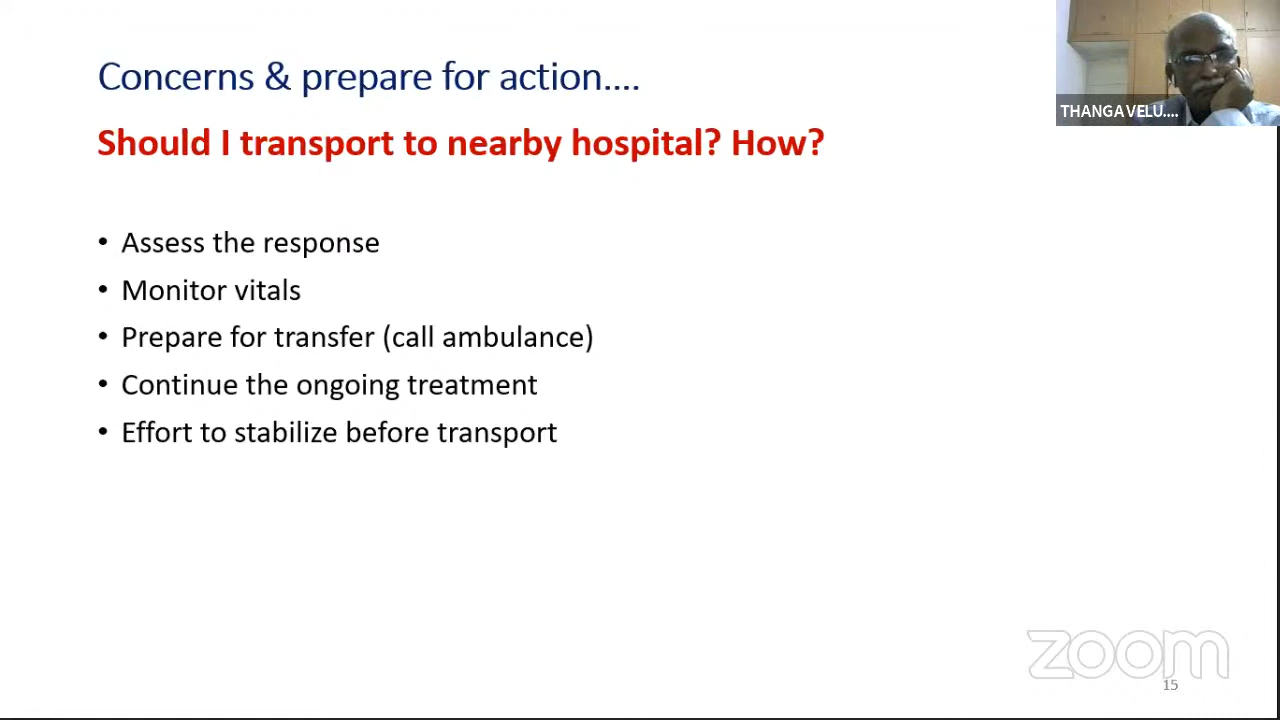 Concerns & prepare for action....
THANGAVELU....
Should I transport to nearby hospital? How?
• Assess the response
• Monitor vitals
• Prepare for transfer (call ambulance)
• Continue the ongoing treatment
• Effort to stabilize before transport
zoom
15